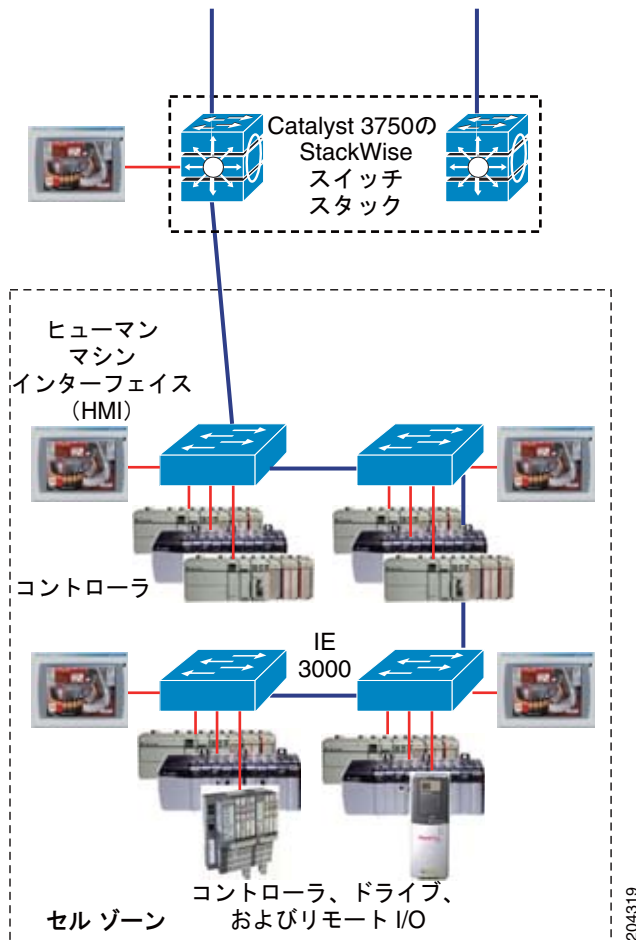 Catalyst 3750の
StackWise
スイッチ
スタック
ヒューマン
マシン
インターフェイス
（HMI）
コントローラ
IE
3000
コントローラ、ドライブ、
およびリモート I/O
セル ゾーン
204319